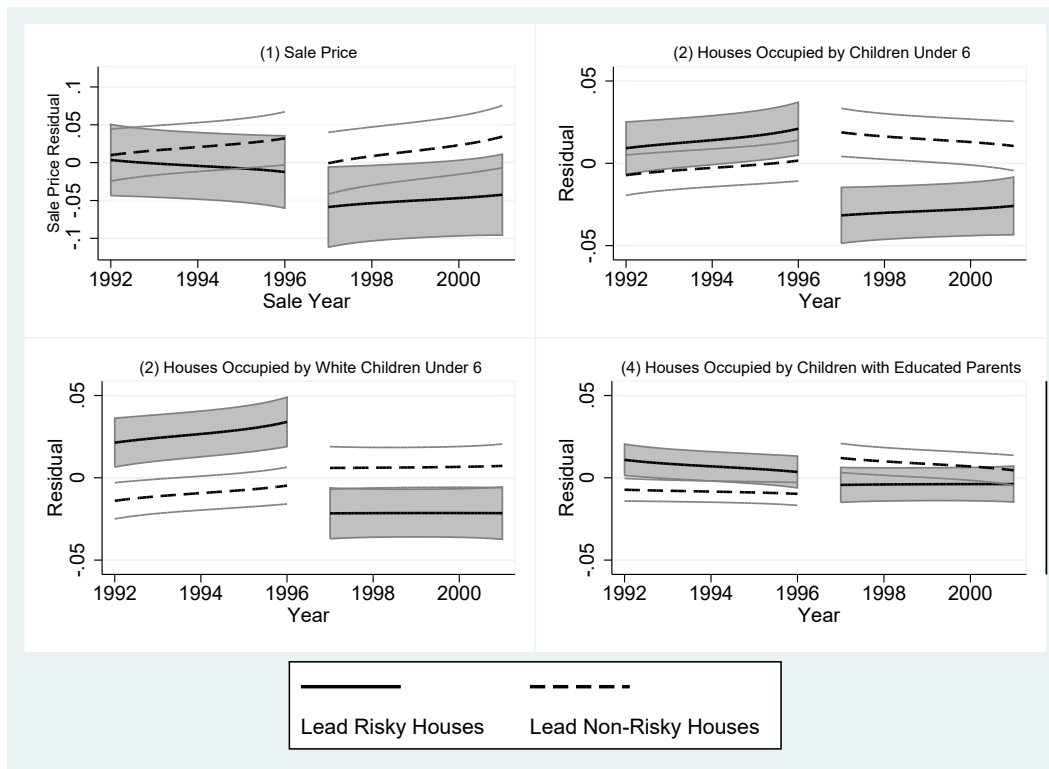 (1) Sale Price
Sale Price Residual
.1
.05
0
-.05
-.1
1992 1994 1996 1998 2000
Sale Year
(2) Houses Occupied by Children Under 6
Residual
.05
0
-.05
1992 1994 1996 1998 2000
Year
(2) Houses Occupied by White Children Under 6
Residual
.05
0
-.05
1992 1994 1996 1998 2000
Year
(4) Houses Occupied by Children with Educated Parents
Residual
.05
0
-.05
1992 1994 1996 1998 2000
Year
Lead Risky Houses Lead Non-Risky Houses